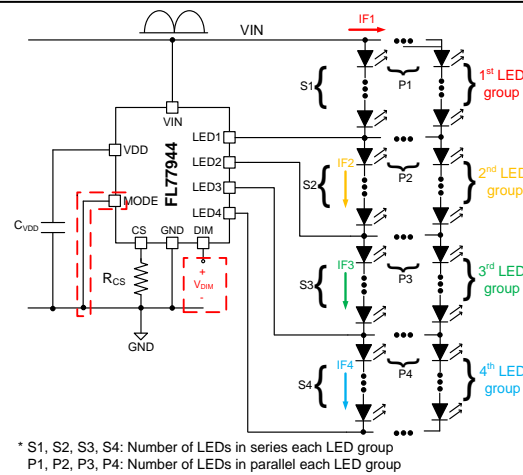 VIN
IF1
VIN
FL77944
VDD
MODE
LED1
LED2
LED3
LED4
CS
GND
DIM
CVDD
RCS
+
VDIM
-
GND
S1
P1
1st LED
group
IF2
S2
P2
2nd LED
group
IF3
S3
P3
3rd LED
group
IF4
S4
P4
4th LED
group
* S1, S2, S3, S4: Number of LEDs in series each LED group
P1, P2, P3, P4: Number of LEDs in parallel each LED group